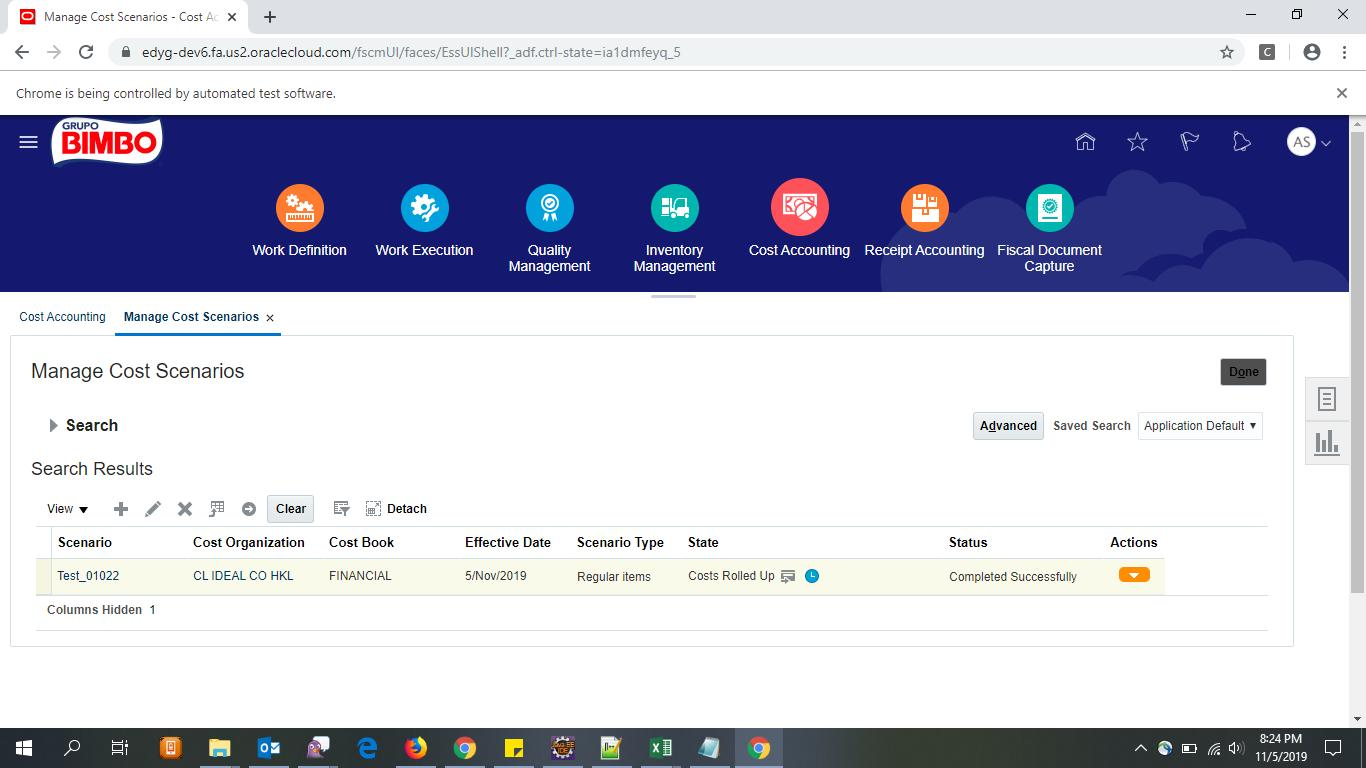 Manage Cost Scenarios - Cost Ac
edyg-dev6.fa.us2.oraclecloud.com/fscmUI/faces/EssUIShell?_adf.ctrl-state=ia1dmfeyq_5
C
Chrome is being controlled by automated test software.
GRUPO
BIMBO
AS
Work Definition
Work Execution
Quality
Management
Inventory
Management
Cost Accounting
Receipt Accounting
Fiscal Document
Capture
Cost Accounting
Manage Cost Scenarios
Manage Cost Scenarios
Done
Search
Advanced
Saved Search
Application Default
Search Results
View
Clear
Detach
Scenario Cost Organization Cost Book Effective Date Scenario Type State Status Actions
Test_01022 CL IDEAL CO HKL FINANCIAL 5/Nov/2019 Regular items Costs Rolled Up Completed Successfully
Columns Hidden 1
8:24 PM
11/5/2019